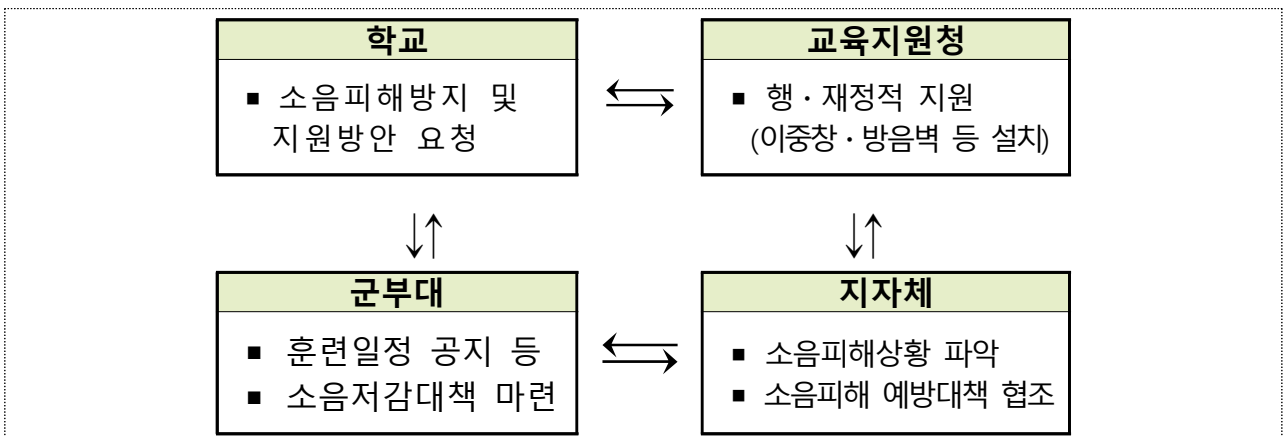 학교
■ 소음피해방지 및
지원방안 요청
교육지원청
■ 행·재정적 지원
(이중창·방음벽 등 설치)
군부대
■ 훈련일정 공지 등
■ 소음저감대책 마련
지자체
■ 소음피해상황 파악
■ 소음피해 예방대책 협조